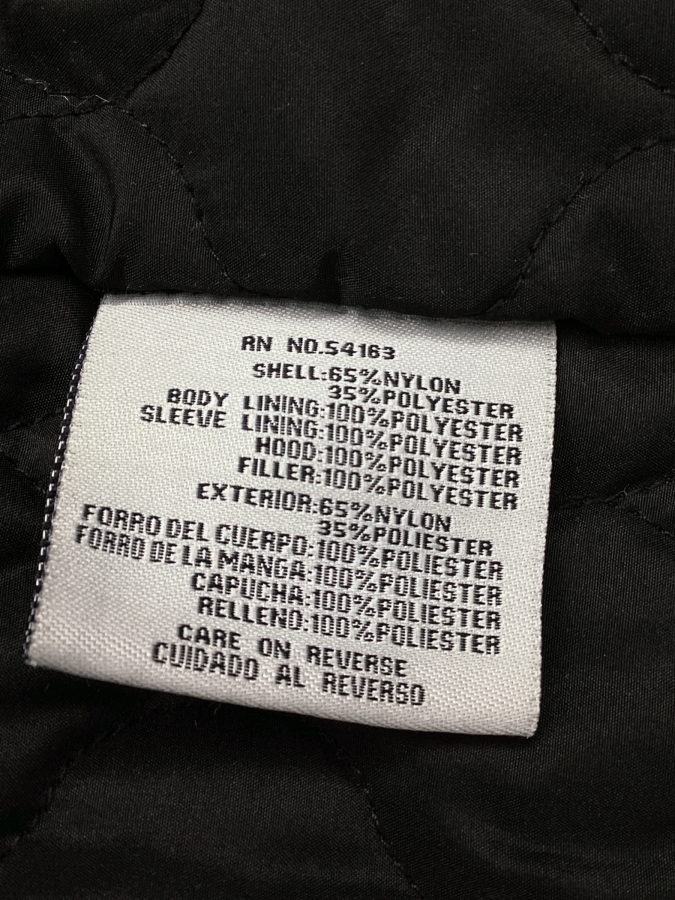 RN NO.54163
SHELL:65%NYLON
35%POLYESTER
BODY LINING:100%POLYESTER
SLEEVE LINING:100%POLYESTER
HOOD:100%POLYESTER
FILLER:100%POLYESTER
EXTERIOR:65%NYLON
35%POLIESTER
FORRO DEL CUERPO:100%POLIESTER
FORRO DE LA MANGA:100%POLIESTER
CAPUCHA:100%POLIESTER
RELLENO:100%POLIESTER
CARE ON REVERSE
CUIDADO AL REVERSO